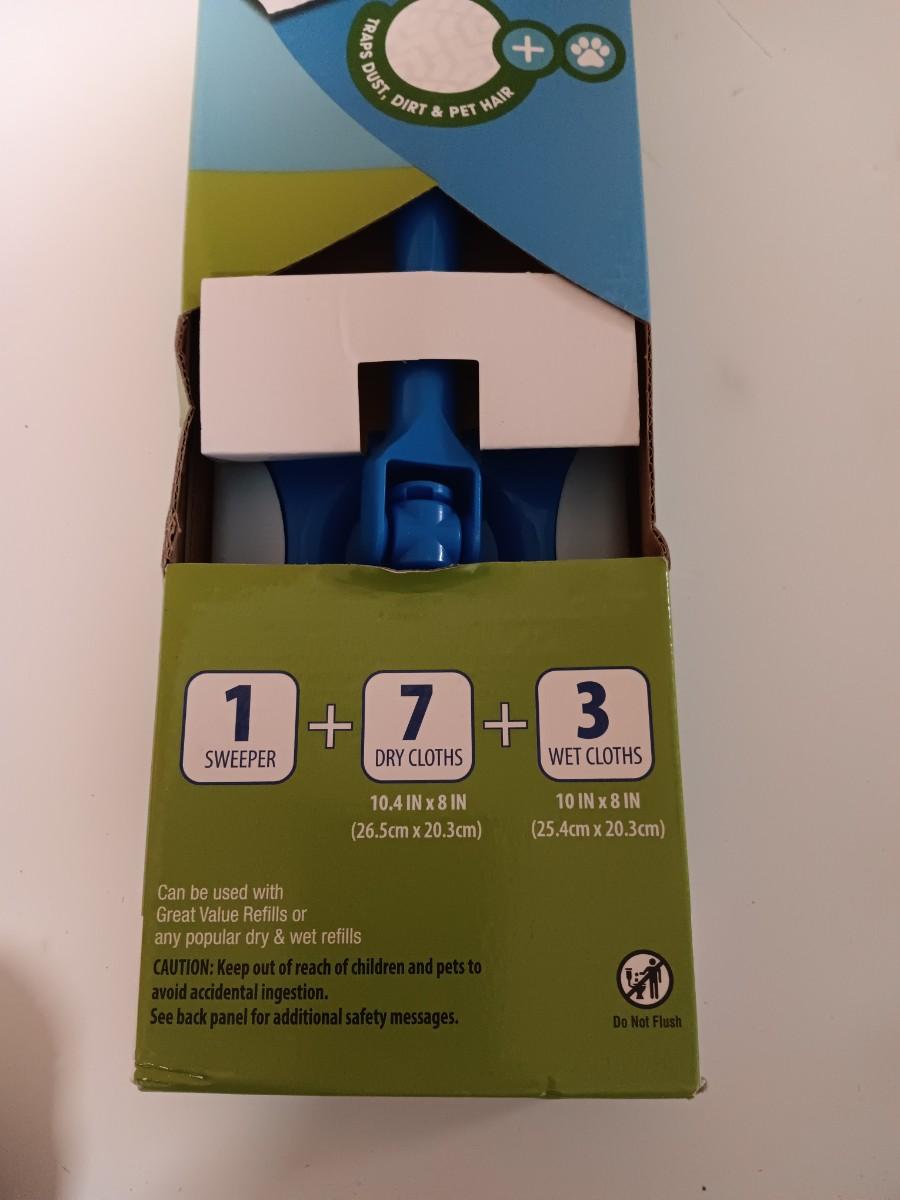 TRAPS DUST, DIRT & PET HAIR
1
SWEEPER
+
7
DRY CLOTHS
+
3
WET CLOTHS
10.4 IN x 8 IN
(26.5cm x 20.3cm)
10 IN x 8 IN
(25.4cm x 20.3cm)
Can be used with
Great Value Refills or
any popular dry & wet refills
CAUTION: Keep out of reach of children and pets to
avoid accidental ingestion.
See back panel for additional safety messages.
Do Not Flush